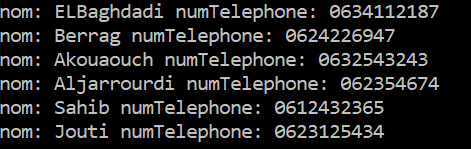 nom: ELBaghdadi numTelephone: 0634112187
nom: Berrag numTelephone: 0624226947
nom: Akouaouch numTelephone: 0632543243
nom: Aljarrourdi numTelephone: 062354674
nom: Sahib numTelephone: 0612432365
nom: Jouti numTelephone: 0623125434